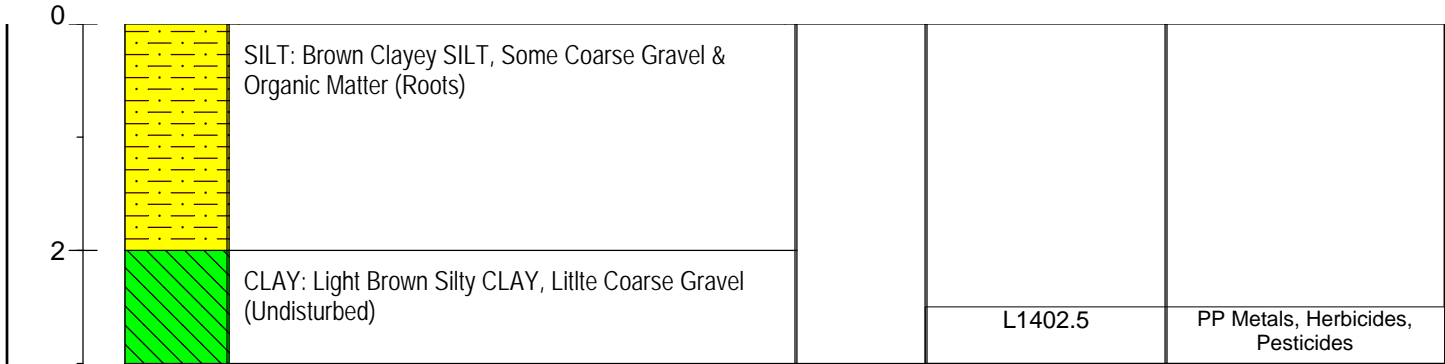 0
SILT: Brown Clayey SILT, Some Coarse Gravel &
Organic Matter (Roots)
2
CLAY: Light Brown Silty CLAY, Litlte Coarse Gravel
(Undisturbed)
L1402.5
PP Metals, Herbicides,
Pesticides